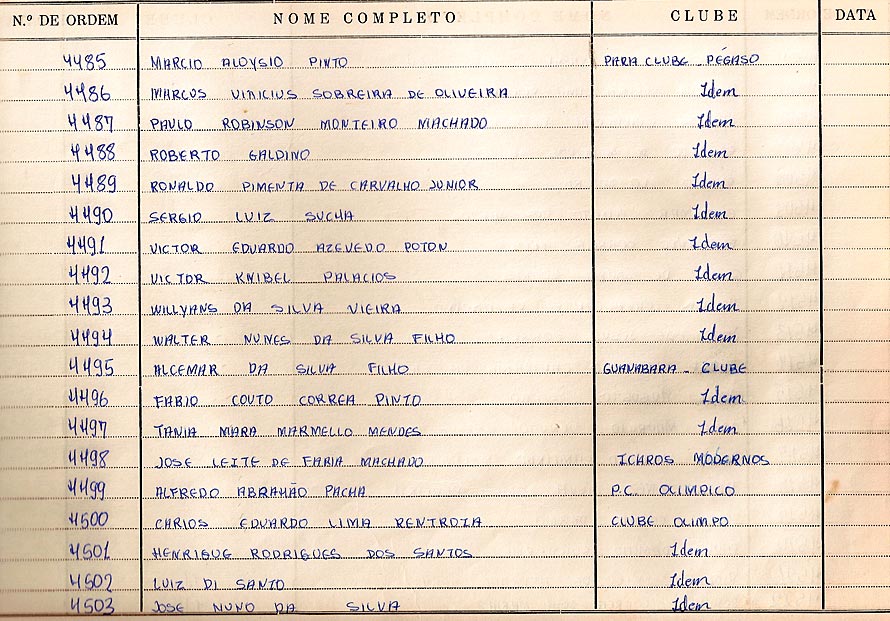 N.º DE ORDEM NOME COMPLETO CLUBE DATA
4485 MARCIO ALOYSIO PINTO PARA CLUBE PÉGASO
4486 MARCUS VINICIUS SOBREIRA DE OLIVEIRA Idem
4487 PAULO ROBINSON MONTEIRO MACHADO Idem
4488 ROBERTO GALDINO Idem
4489 RONALDO PIMENTA DE CARVALHO JUNIOR Idem
4490 SERGIO LUIZ SUCHA Idem
4491 VICTOR EDUARDO AZEVEDO POTON Idem
4492 VICTOR KNIBEL PALACIOS Idem
4493 WILLYANS DA SILVA VIEIRA Idem
4494 WALTER NUNES DA SILVA FILHO Idem
4495 ALCEMAR DA SILVA FILHO GUANABARA - CLUBE
4496 FABIO COUTO CORREA PINTO Idem
4497 TANIA MARA MARMELLO MENDES Idem
4498 JOSE LEITE DE FARIA MACHADO ICAROS MODERNOS
4499 ALFREDO ABRAHÃO PACHA P.C. OLIMPICO
4500 CARLOS EDUARDO LIMA RENTROIA CLUBE OLIMPO
4501 HENRIQUE RODRIGUES DOS SANTOS Idem
4502 LUIZ DI SANTO Idem
4503 JOSE NUNO DA SILVA Idem